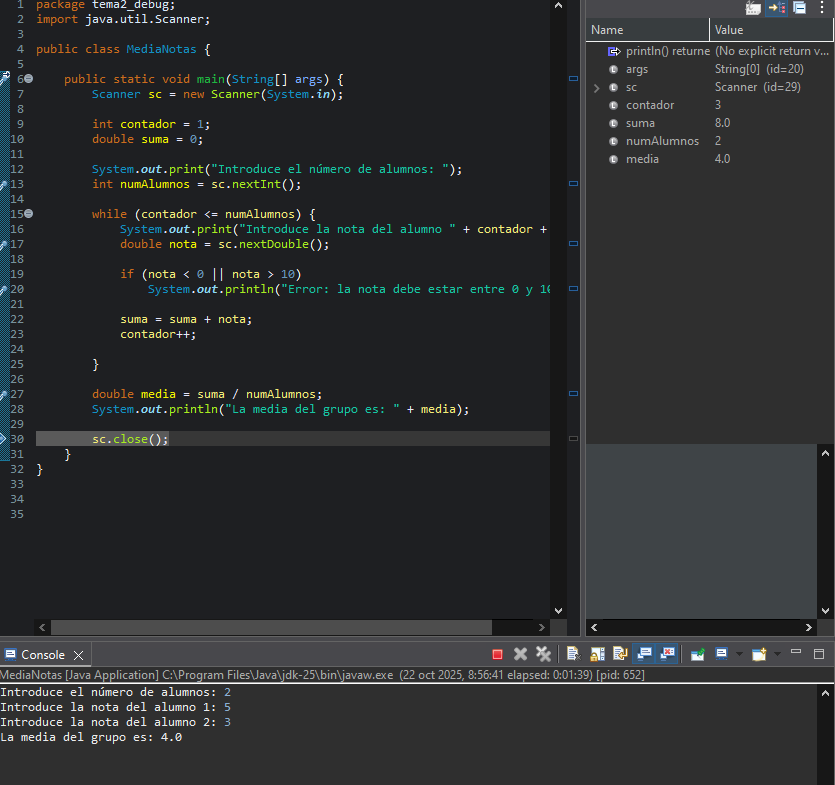 1 package tema2_debug;
2 import java.util.Scanner;
3
4 public class MediaNotas {
5
6 public static void main(String[] args) {
7 Scanner sc = new Scanner(System.in);
8
9 int contador = 1;
10 double suma = 0;
11
12 System.out.print("Introduce el número de alumnos: ");
13 int numAlumnos = sc.nextInt();
14
15 while (contador <= numAlumnos) {
16 System.out.print("Introduce la nota del alumno " + contador +
17 double nota = sc.nextDouble();
18
19 if (nota < 0 || nota > 10)
20 System.out.println("Error: la nota debe estar entre 0 y 10
21
22 suma = suma + nota;
23 contador++;
24
25 }
26
27 double media = suma / numAlumnos;
28 System.out.println("La media del grupo es: " + media);
29
30 sc.close();
31 }
32 }
33
34
35
Name Value
println() returne (No explicit return v...
args String[0] (id=20)
sc Scanner (id=29)
contador 3
suma 8.0
numAlumnos 2
media 4.0
Console
MediaNotas [Java Application] C:\Program Files\Java\jdk-25\bin\javaw.exe (22 oct 2025, 8:56:41 elapsed: 0:01:39) [pid: 652]
Introduce el número de alumnos: 2
Introduce la nota del alumno 1: 5
Introduce la nota del alumno 2: 3
La media del grupo es: 4.0